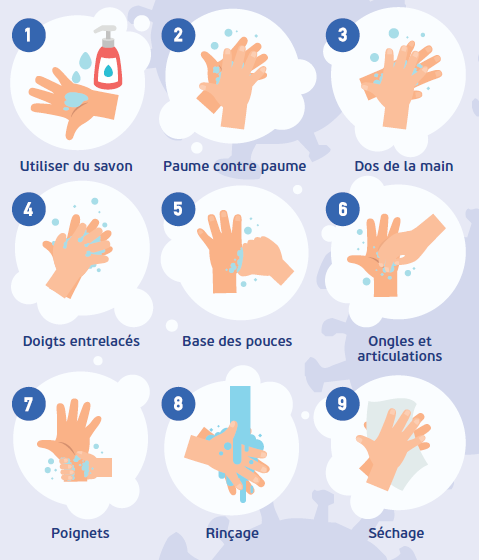 1
2
3
Utiliser du savon
Paume contre paume
Dos de la main
4
5
6
Doigts entrelacés
Base des pouces
Ongles et
articulations
7
8
9
Poignets
Rinçage
Séchage